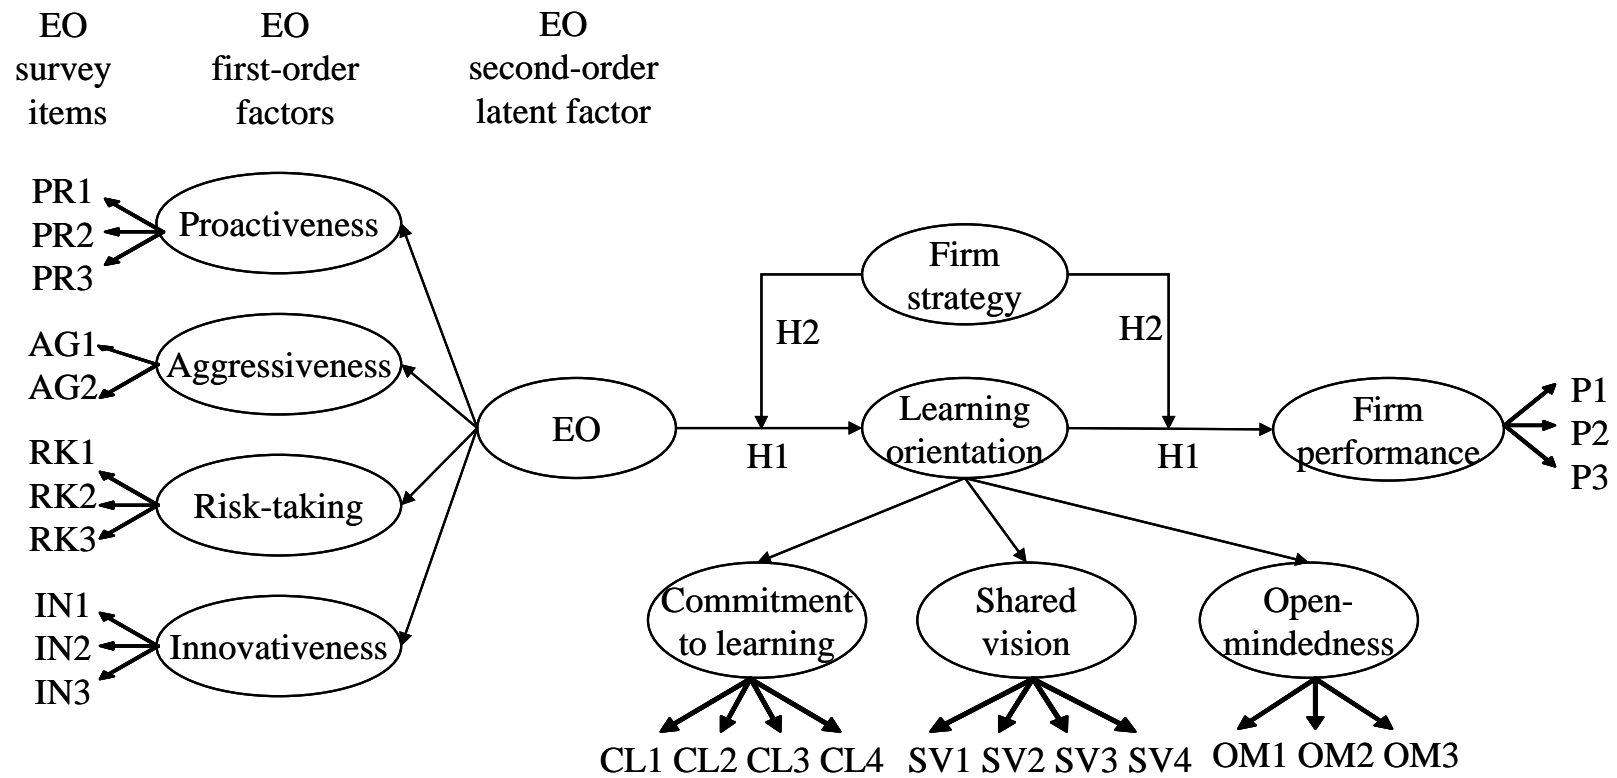 EO
survey
items
EO
first-order
factors
EO
second-order
latent factor
PR1
PR2
PR3
Proactiveness
AG1
AG2
Aggressiveness
RK1
RK2
RK3
Risk-taking
IN1
IN2
IN3
Innovativeness
EO
Firm
strategy
H2
H2
H1
Learning
orientation
H1
Firm
performance
P1
P2
P3
Commitment
to learning
Shared
vision
Open-
mindedness
CL1 CL2 CL3 CL4
SV1 SV2 SV3 SV4
OM1 OM2 OM3